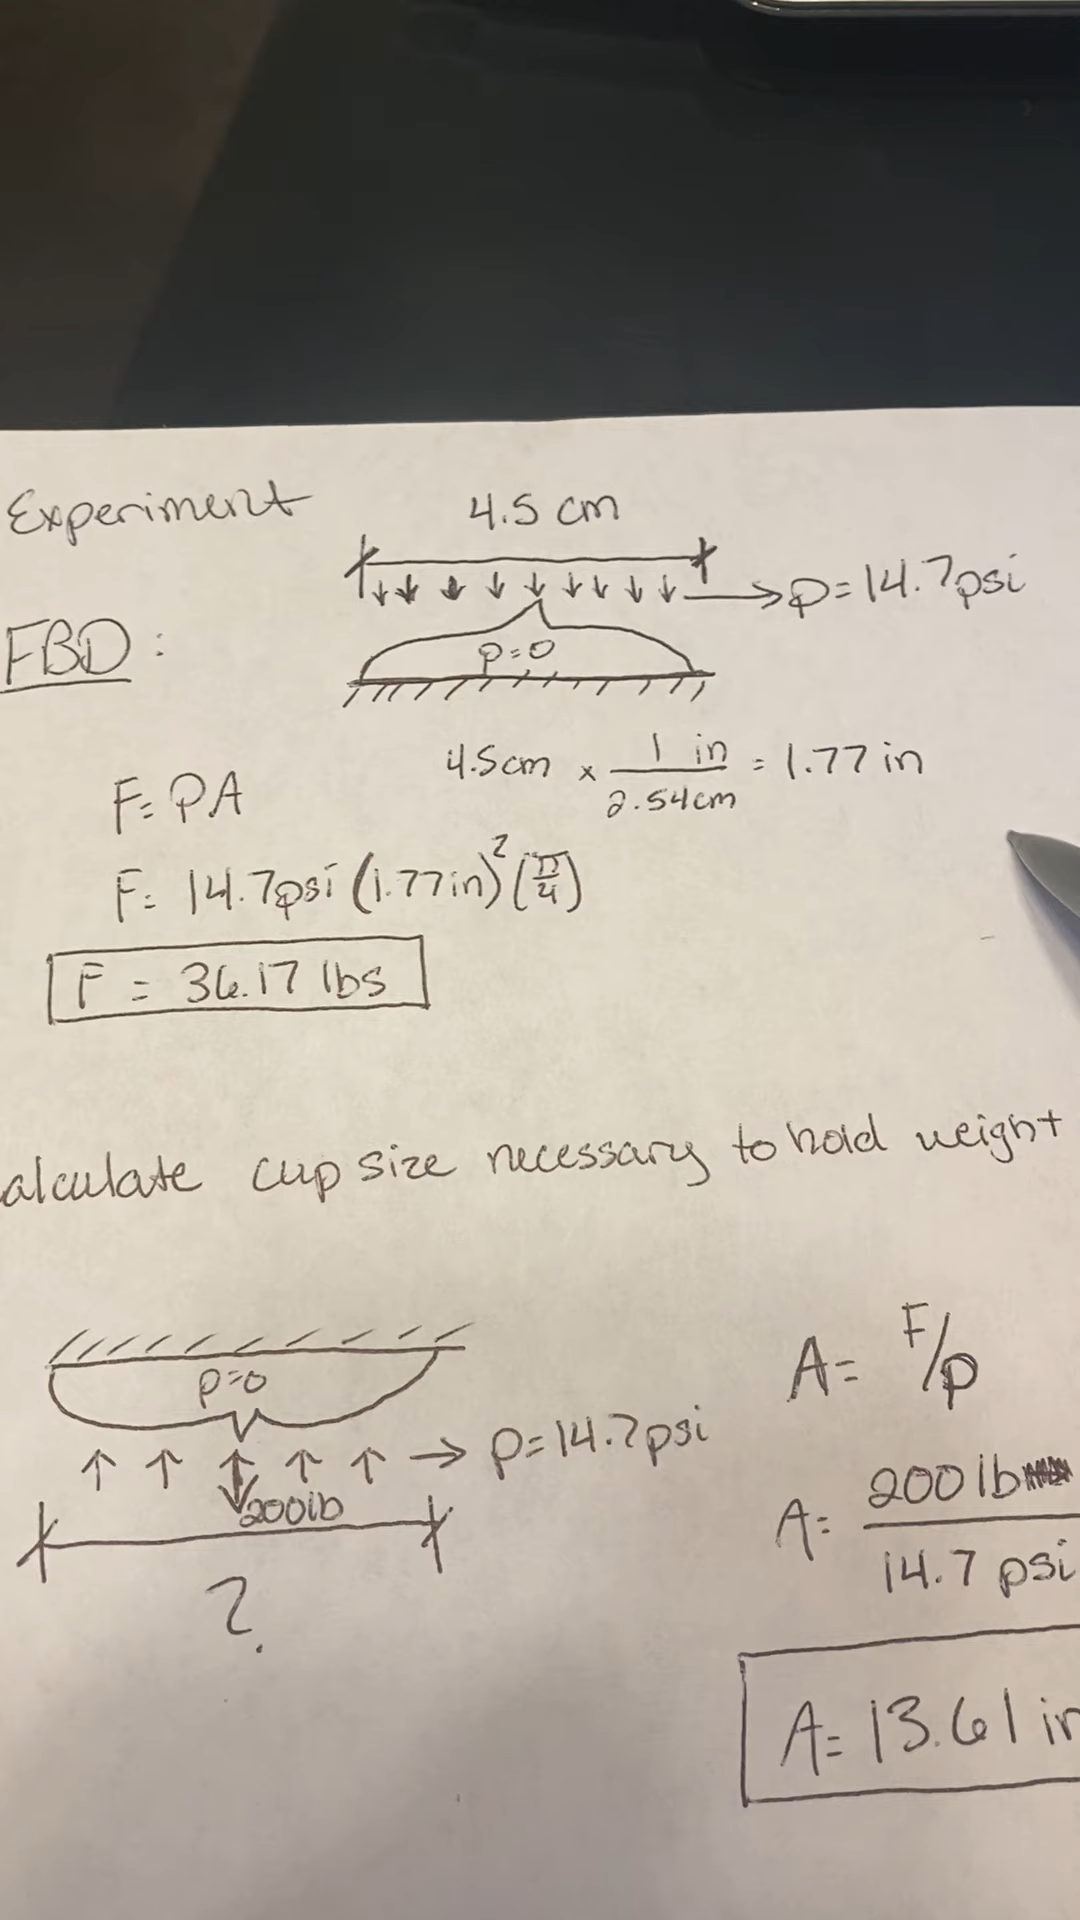 Experiment
4.5 cm
p=14.7psi
FBD:
p=0
4.5cm × 1 in / 2.54cm = 1.77 in
F=PA
F= 14.7psi (1.77in)² (π/4)
F = 36.17 lbs
alculate cup size necessary to hold weight
p=0
p=14.7psi
200lb
?
A= F/p
A= 200 lb / 14.7 psi
A= 13.61 in